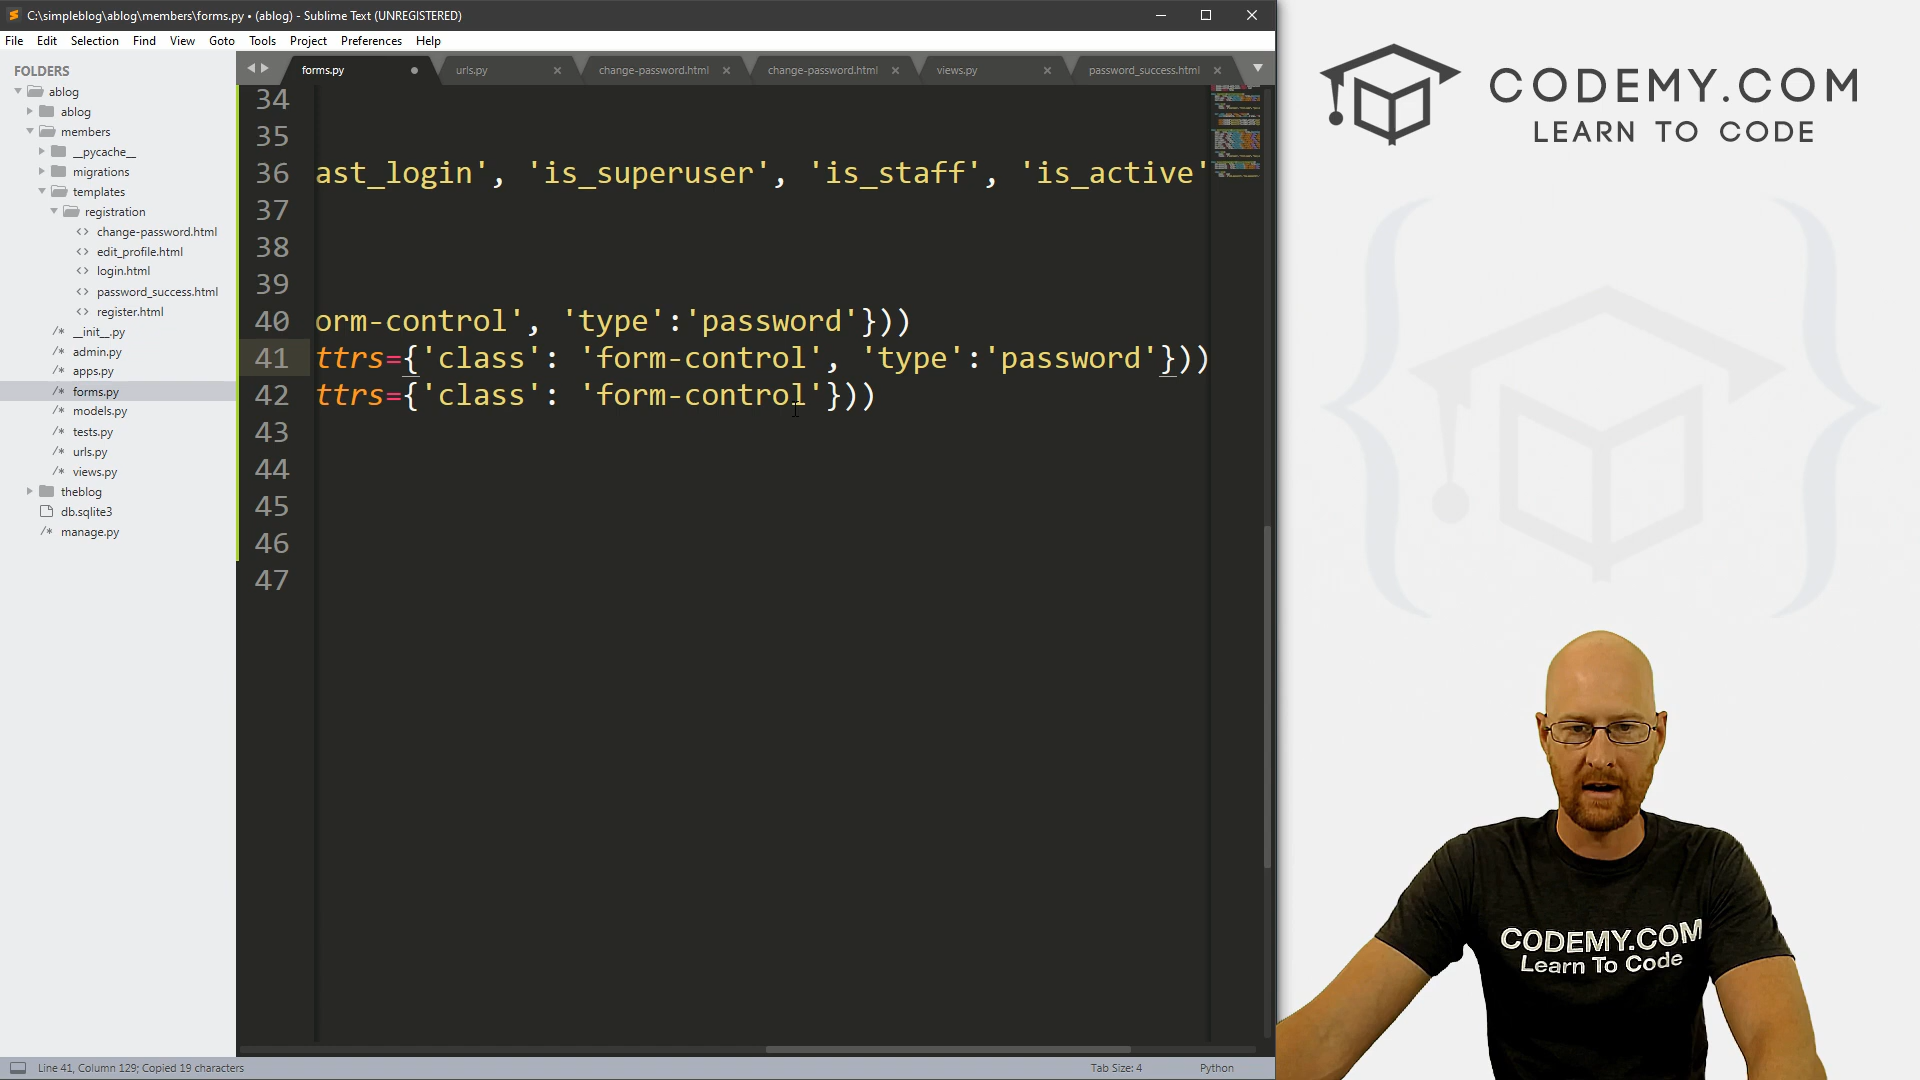 C:\simpleblog\ablog\members\forms.py • (ablog) - Sublime Text (UNREGISTERED)
File Edit Selection Find View Goto Tools Project Preferences Help
FOLDERS
ablog
ablog
members
__pycache__
migrations
templates
registration
change-password.html
edit_profile.html
login.html
password_success.html
register.html
__init__.py
admin.py
apps.py
forms.py
models.py
tests.py
urls.py
views.py
theblog
db.sqlite3
manage.py
forms.py urls.py change-password.html change-password.html views.py password_success.html
34
35
36 ast_login', 'is_superuser', 'is_staff', 'is_active'
37
38
39
40 orm-control', 'type':'password'}))
41 ttrs={'class': 'form-control', 'type':'password'}))
42 ttrs={'class': 'form-control'}))
43
44
45
46
47
Line 41, Column 129; Copied 19 characters
Tab Size: 4
Python
CODEMY.COM
LEARN TO CODE
CODEMY.COM
Learn To Code